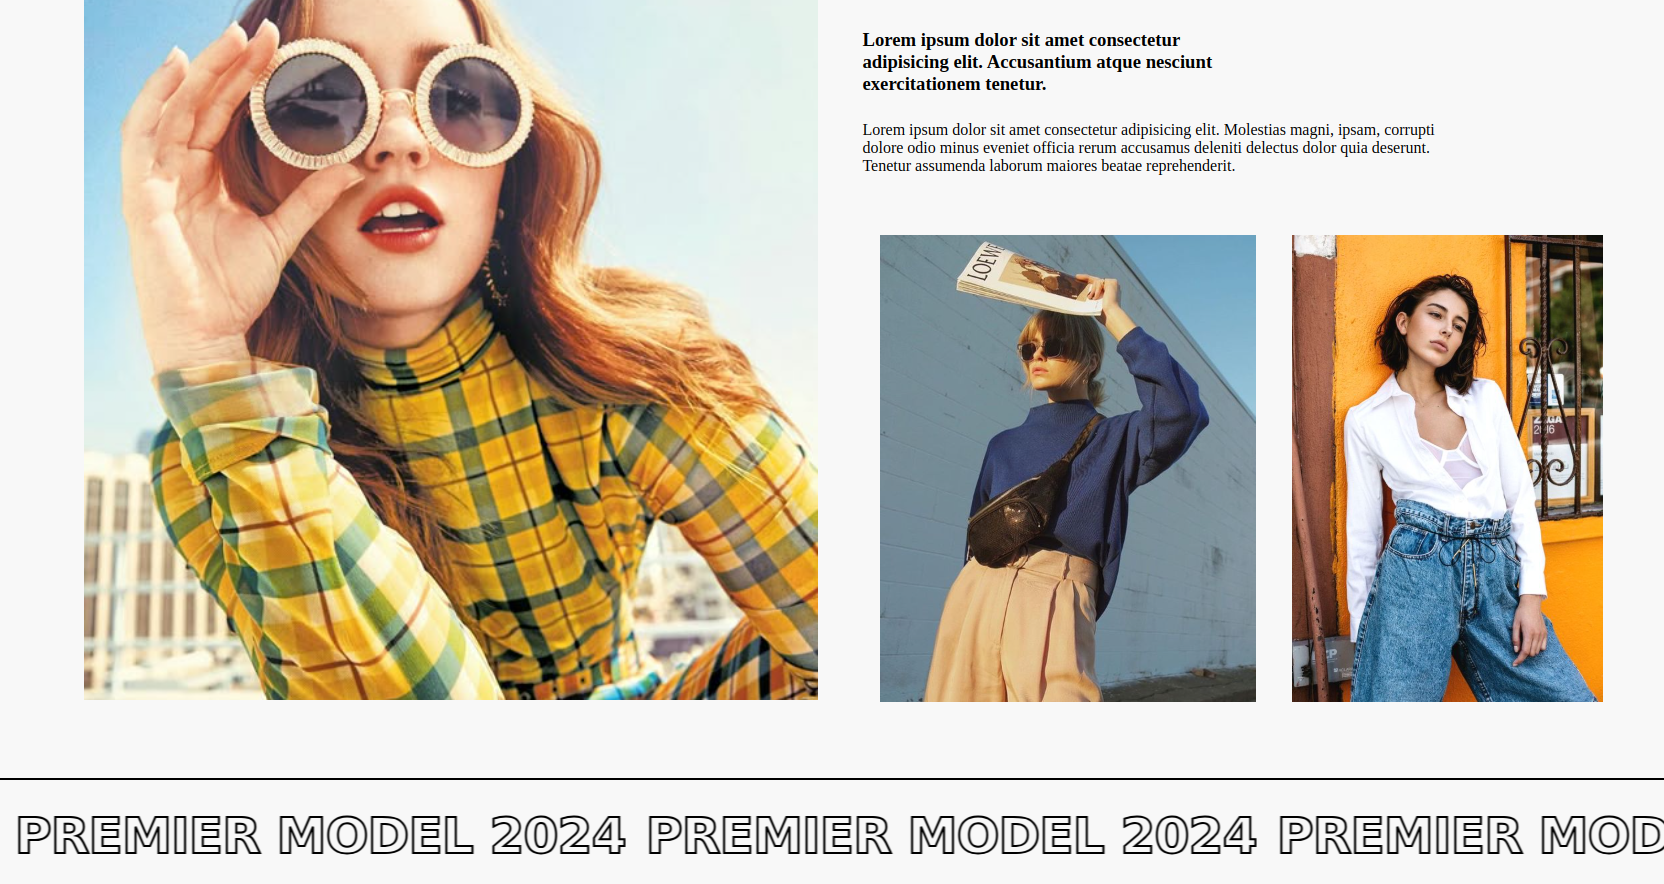 Lorem ipsum dolor sit amet consectetur
adipisicing elit. Accusantium atque nesciunt
exercitationem tenetur.
Lorem ipsum dolor sit amet consectetur adipisicing elit. Molestias magni, ipsam, corrupti
dolore odio minus eveniet officia rerum accusamus deleniti delectus dolor quia deserunt.
Tenetur assumenda laborum maiores beatae reprehenderit.
LOEWE
2016
PREMIER MODEL 2024 PREMIER MODEL 2024 PREMIER MOD